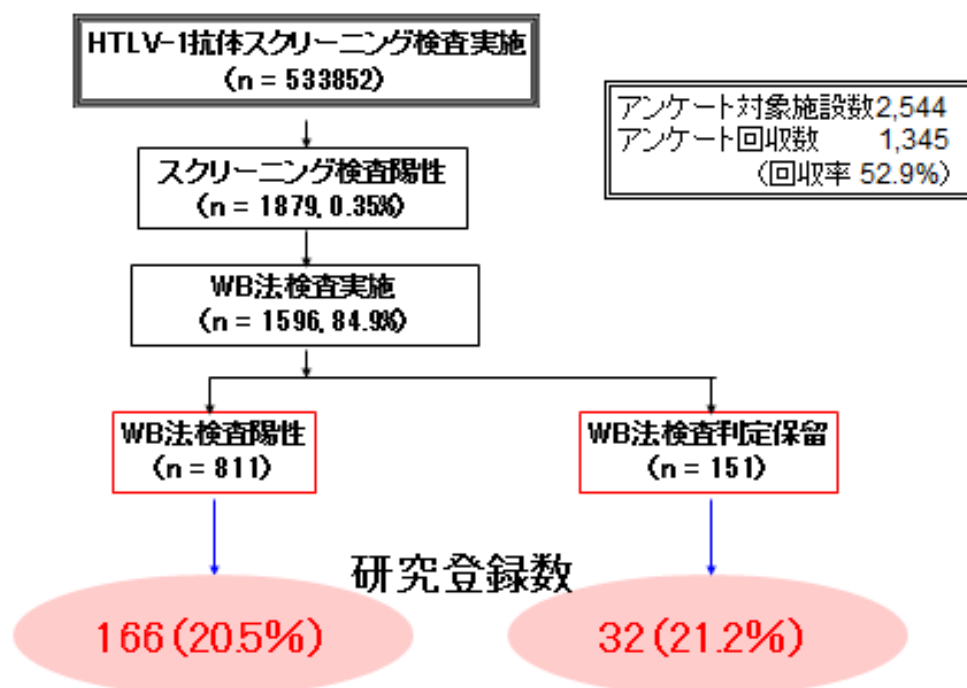 HTLV-1抗体スクリーニング検査実施
(n = 533852)
アンケート対象施設数2,544
アンケート回収数 1,345
(回収率 52.9%)
スクリーニング検査陽性
(n = 1879, 0.35%)
WB法検査実施
(n = 1596, 84.9%)
WB法検査陽性
(n = 811)
WB法検査判定保留
(n = 151)
研究登録数
166(20.5%)
32(21.2%)